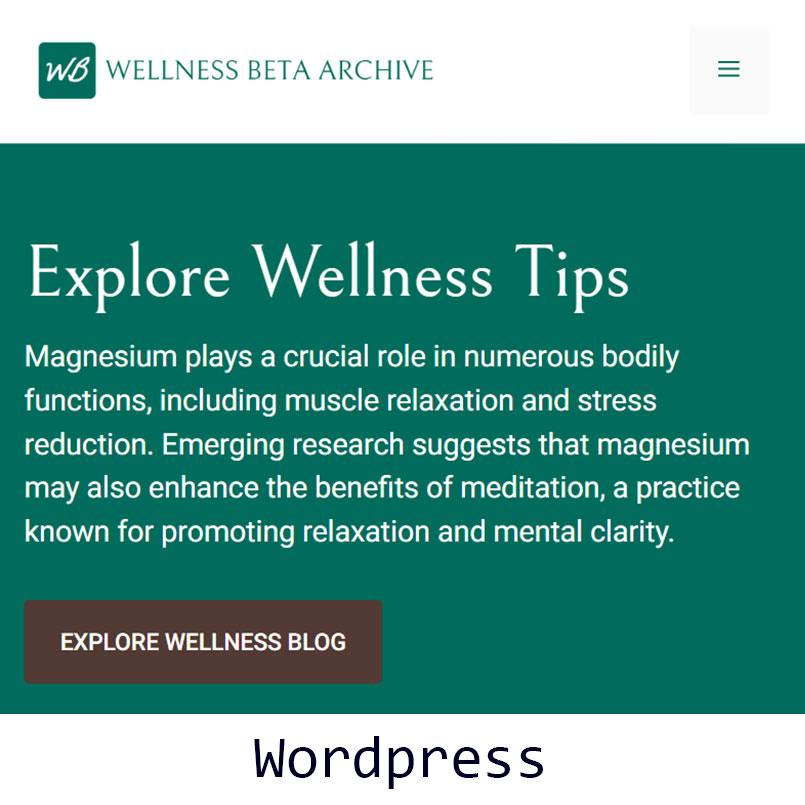 WB WELLNESS BETA ARCHIVE
Explore Wellness Tips
Magnesium plays a crucial role in numerous bodily
functions, including muscle relaxation and stress
reduction. Emerging research suggests that magnesium
may also enhance the benefits of meditation, a practice
known for promoting relaxation and mental clarity.
EXPLORE WELLNESS BLOG
Wordpress